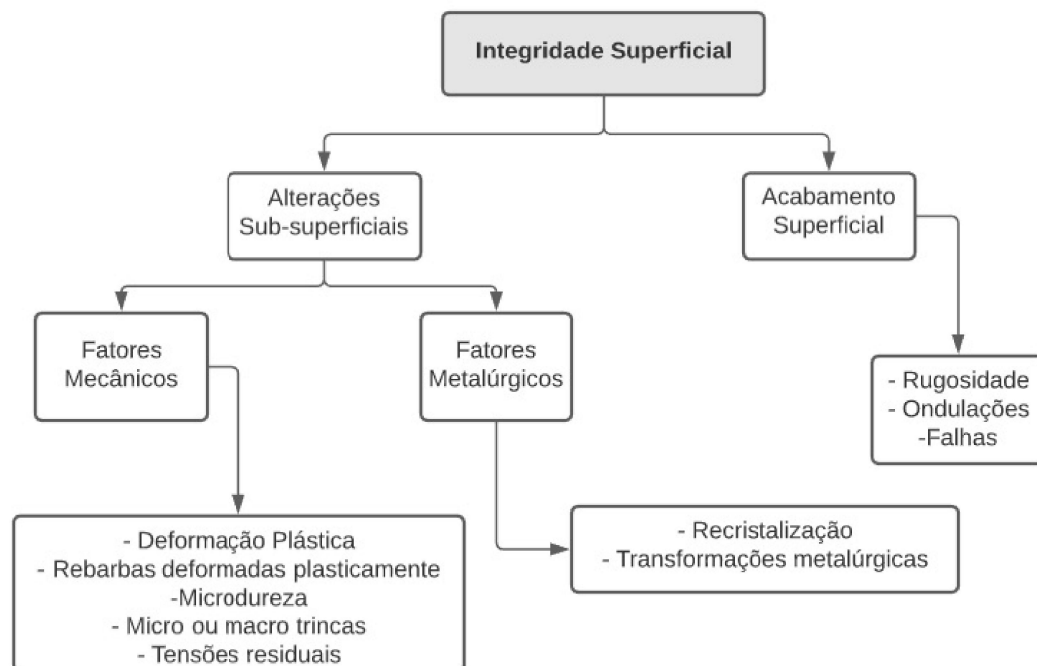 Integridade Superficial
Alterações
Sub-superficiais
Acabamento
Superficial
Fatores
Mecânicos
Fatores
Metalúrgicos
- Rugosidade
- Ondulações
-Falhas
- Deformação Plástica
- Rebarbas deformadas plasticamente
-Microdureza
- Micro ou macro trincas
- Tensões residuais
- Recristalização
- Transformações metalúrgicas